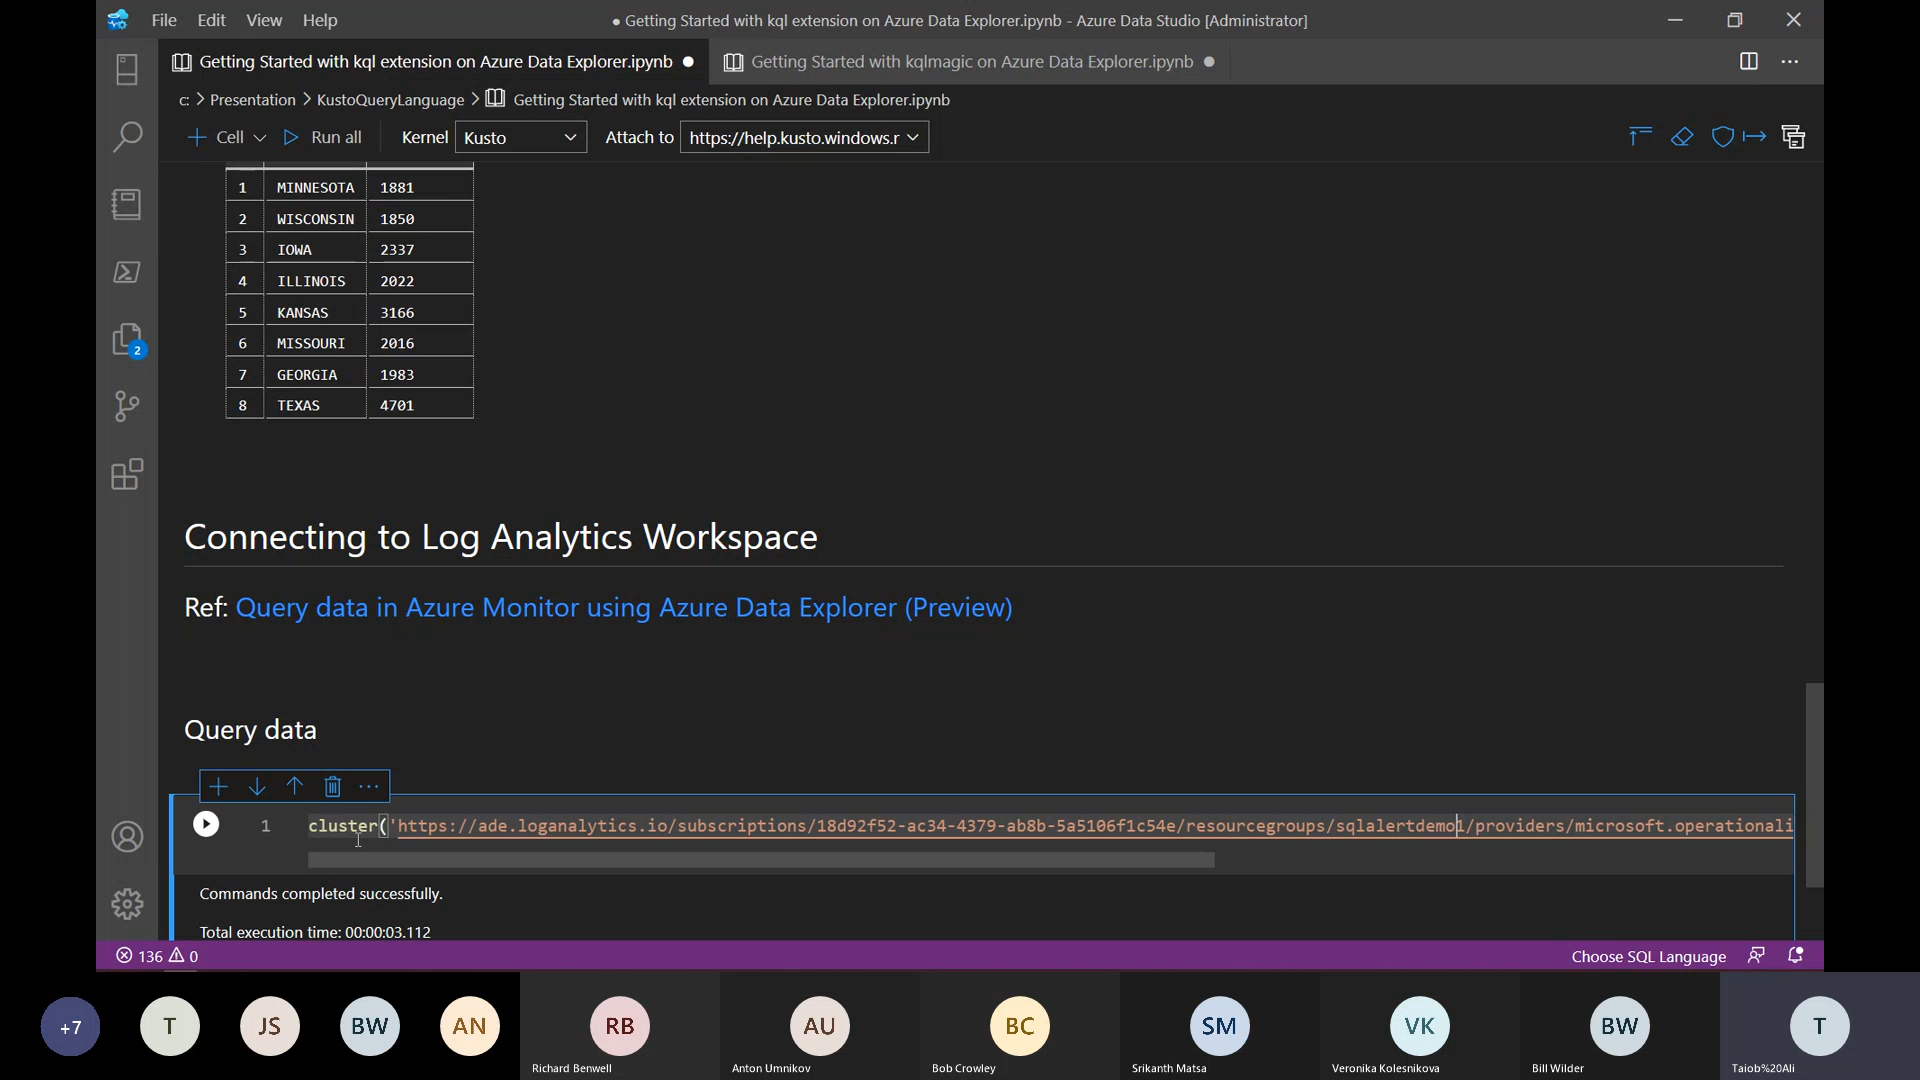 File Edit View Help
● Getting Started with kql extension on Azure Data Explorer.ipynb - Azure Data Studio [Administrator]
Getting Started with kql extension on Azure Data Explorer.ipynb ●
Getting Started with kqlmagic on Azure Data Explorer.ipynb ●
c: > Presentation > KustoQueryLanguage > Getting Started with kql extension on Azure Data Explorer.ipynb
Cell Run all Kernel Kusto Attach to https://help.kusto.windows.r
1 MINNESOTA 1881
2 WISCONSIN 1850
3 IOWA 2337
4 ILLINOIS 2022
5 KANSAS 3166
6 MISSOURI 2016
7 GEORGIA 1983
8 TEXAS 4701
2
Connecting to Log Analytics Workspace
Ref: Query data in Azure Monitor using Azure Data Explorer (Preview)
Query data
1 cluster('https://ade.loganalytics.io/subscriptions/18d92f52-ac34-4379-ab8b-5a5106f1c54e/resourcegroups/sqlalertdemo1/providers/microsoft.operationali
Commands completed successfully.
Total execution time: 00:00:03.112
136 0
Choose SQL Language
+7 T JS BW AN RB AU BC SM VK BW T
Richard Benwell Anton Umnikov Bob Crowley Srikanth Matsa Veronika Kolesnikova Bill Wilder Taiob%20Ali